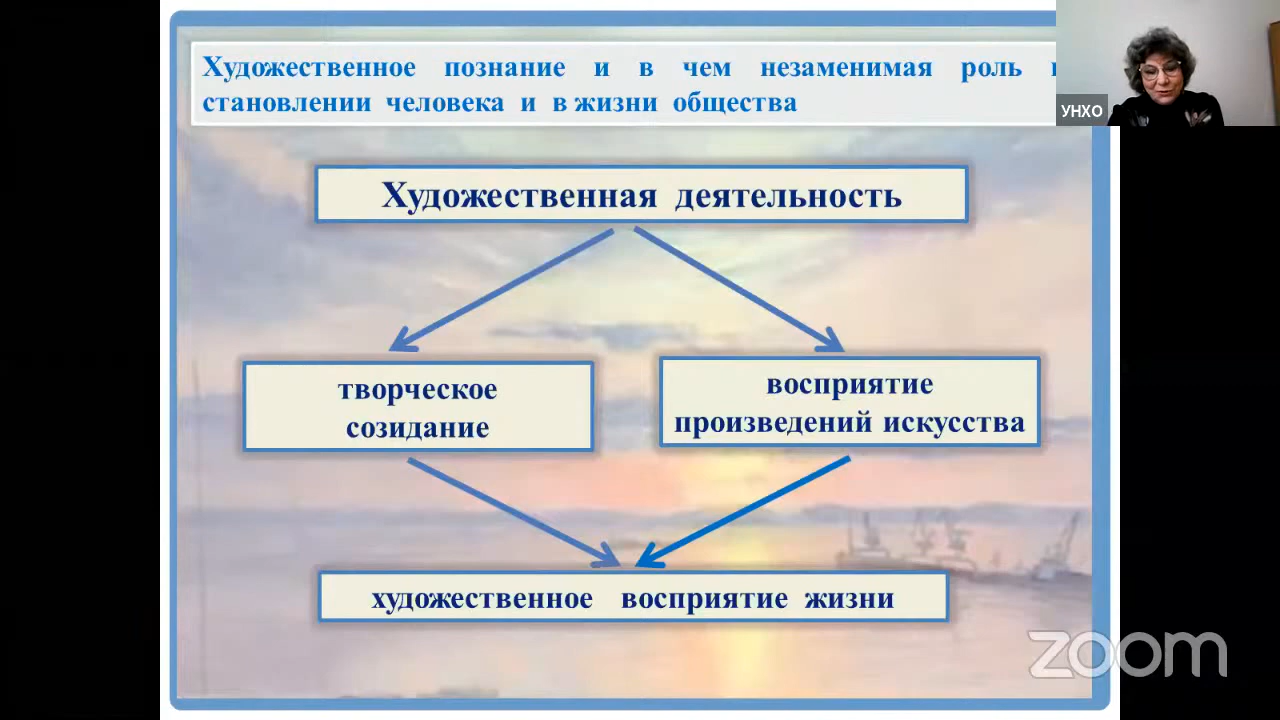 Художественное познание и в чем незаменимая роль
становлении человека и в жизни общества
УНХО
Художественная деятельность
творческое
созидание
восприятие
произведений искусства
художественное восприятие жизни
zoom